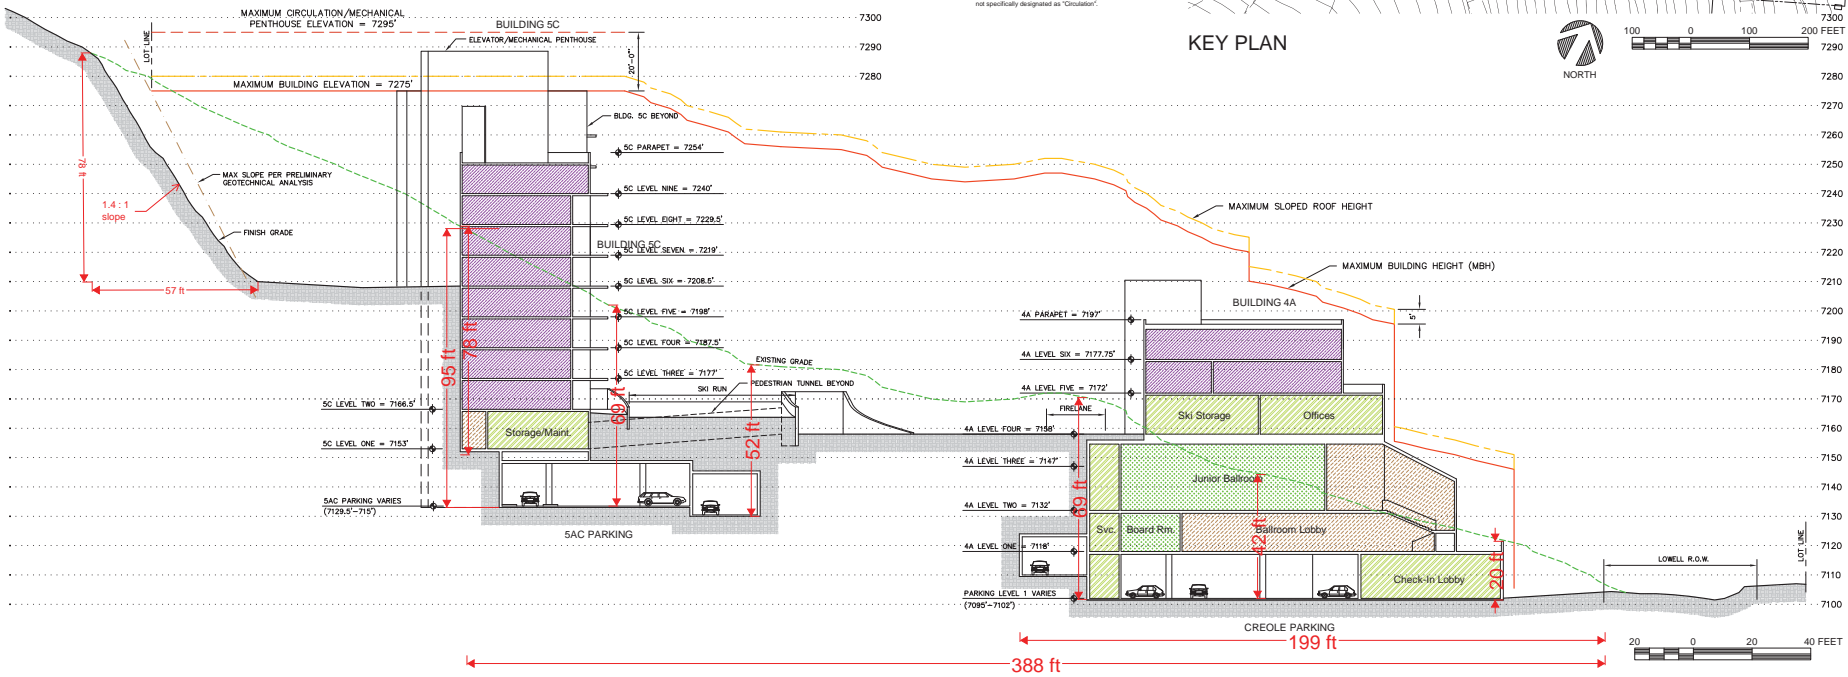 not specifically designated as "Circulation".
MAXIMUM CIRCULATION/MECHANICAL
PENTHOUSE ELEVATION = 7295'
BUILDING 5C
ELEVATOR/MECHANICAL PENTHOUSE
LOT LINE
20'-0"
MAXIMUM BUILDING ELEVATION = 7275'
BLDG. 5C BEYOND
5C PARAPET = 7254'
5C LEVEL NINE = 7240'
5C LEVEL EIGHT = 7229.5'
BUILDING 5C
5C LEVEL SEVEN = 7219'
5C LEVEL SIX = 7208.5'
5C LEVEL FIVE = 7198'
5C LEVEL FOUR = 7187.5'
5C LEVEL THREE = 7177'
5C LEVEL TWO = 7166.5'
5C LEVEL ONE = 7153'
5AC PARKING VARIES
(7129.5'-715")
78 ft
MAX SLOPE PER PRELIMINARY
GEOTECHNICAL ANALYSIS
1.4 : 1
slope
FINISH GRADE
57 ft
95 ft
78 ft
69 ft
52 ft
Storage/Maint.
5AC PARKING
EXISTING GRADE
SKI RUN
PEDESTRIAN TUNNEL BEYOND
KEY PLAN
NORTH
100 0 100 200 FEET
7300
7290
7280
7300
7290
7280
7270
7260
7250
7240
7230
7220
7210
7200
7190
7180
7170
7160
7150
7140
7130
7120
7110
7100
MAXIMUM SLOPED ROOF HEIGHT
MAXIMUM BUILDING HEIGHT (MBH)
BUILDING 4A
5'
4A PARAPET = 7197'
4A LEVEL SIX = 7177.75'
4A LEVEL FIVE = 7172'
FIRELANE
4A LEVEL FOUR = 7158'
4A LEVEL THREE = 7147'
4A LEVEL TWO = 7132'
4A LEVEL ONE = 7118'
PARKING LEVEL 1 VARIES
(7095'-7102')
Ski Storage
Offices
Junior Ballroom
Svc.
Board Rm.
Ballroom Lobby
Check-In Lobby
69 ft
42 ft
20 ft
LOWELL R.O.W.
LOT LINE
CREOLE PARKING
199 ft
388 ft
20 0 20 40 FEET